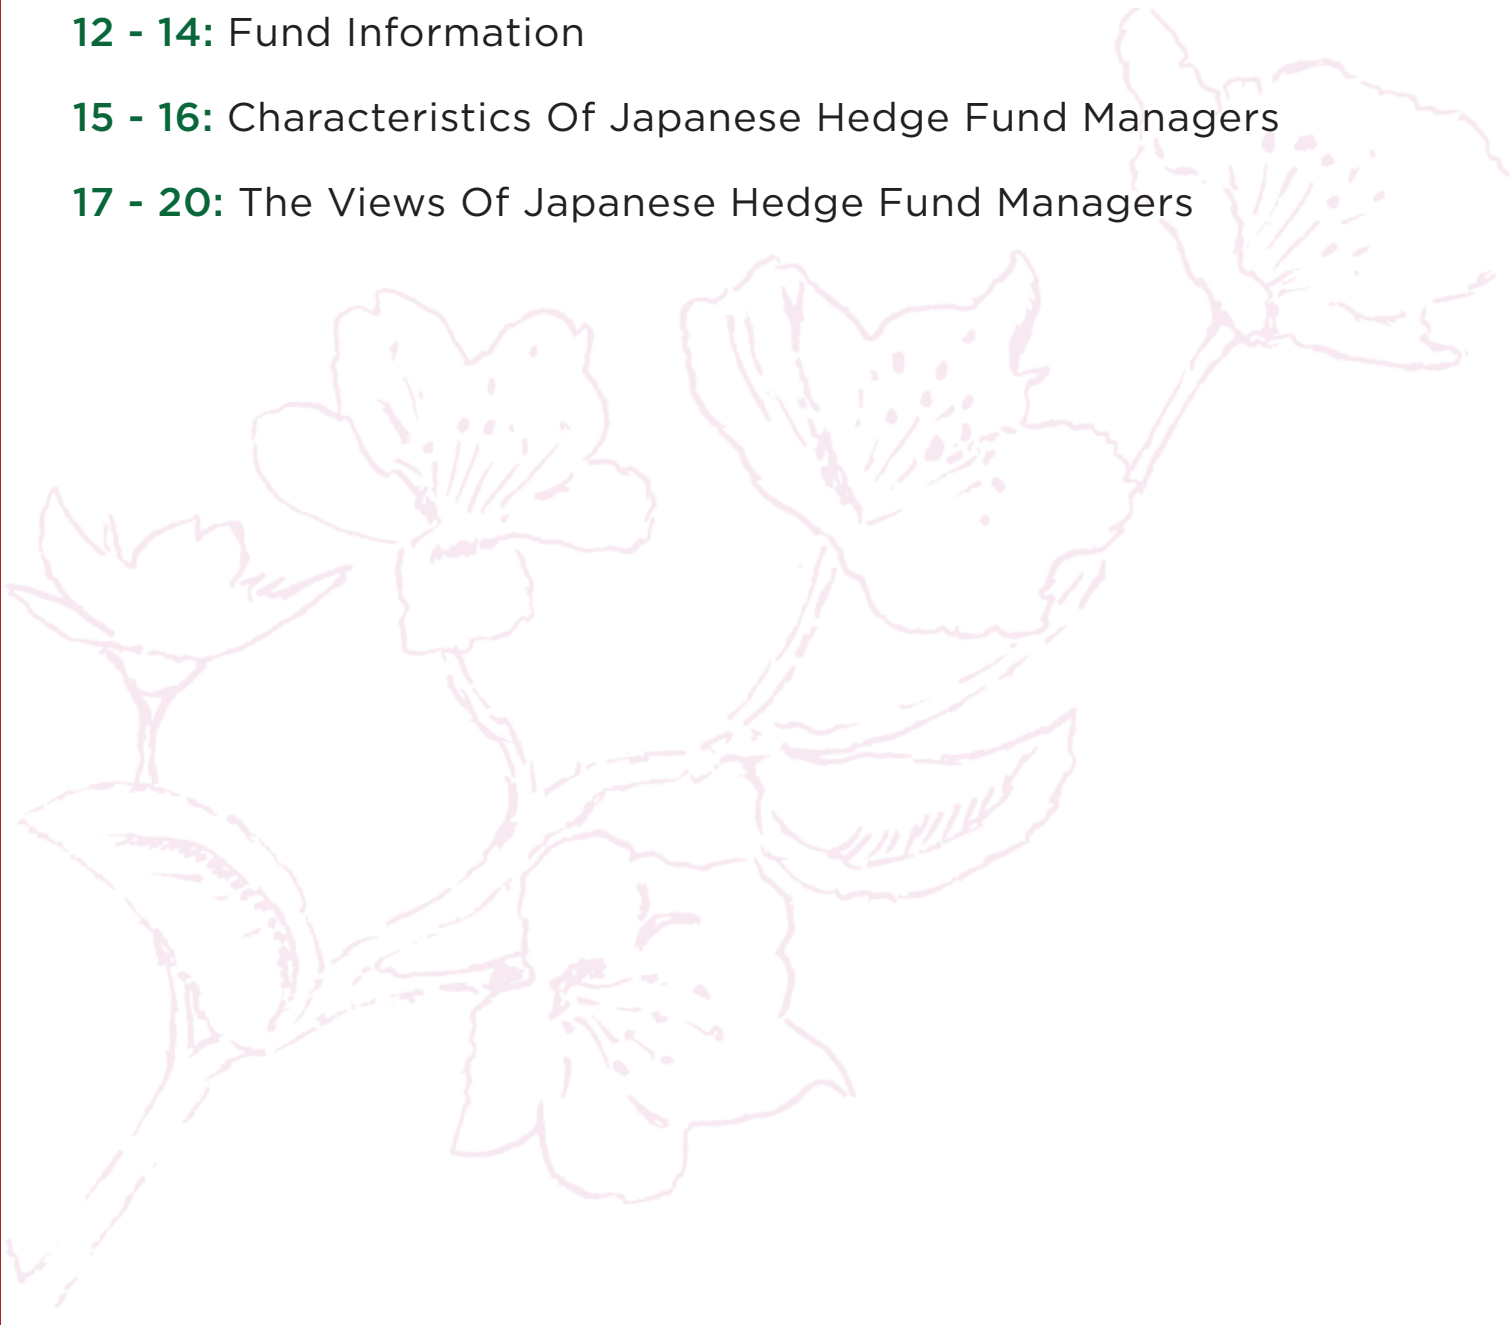 12 - 14: Fund Information
15 - 16: Characteristics Of Japanese Hedge Fund Managers
17 - 20: The Views Of Japanese Hedge Fund Managers